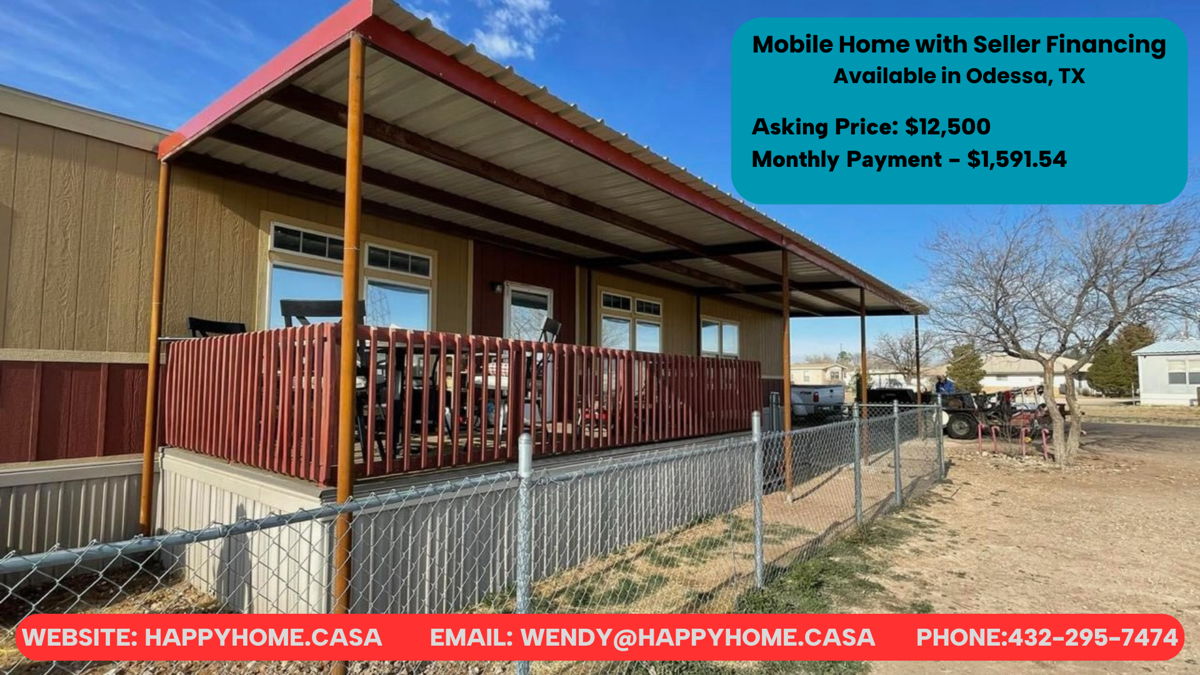 Mobile Home with Seller Financing
Available in Odessa, TX
Asking Price: $12,500
Monthly Payment - $1,591.54
WEBSITE: HAPPYHOME.CASA EMAIL: WENDY@HAPPYHOME.CASA PHONE:432-295-7474